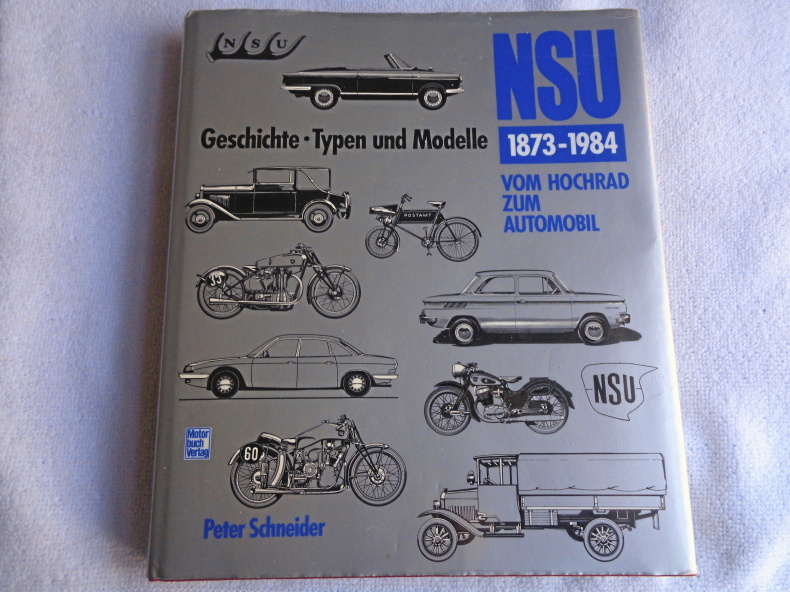 NSU
NSU
1873-1984
Geschichte · Typen und Modelle
VOM HOCHRAD
ZUM
AUTOMOBIL
POSTAMT
35
NSU
Motor
buch
Verlag
60
Peter Schneider